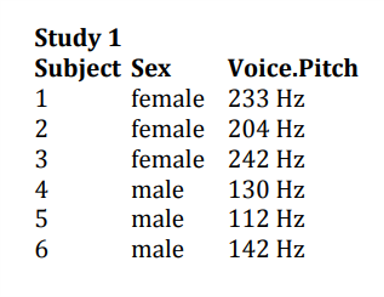 Study 1
Subject Sex Voice.Pitch
1 female 233 Hz
2 female 204 Hz
3 female 242 Hz
4 male 130 Hz
5 male 112 Hz
6 male 142 Hz